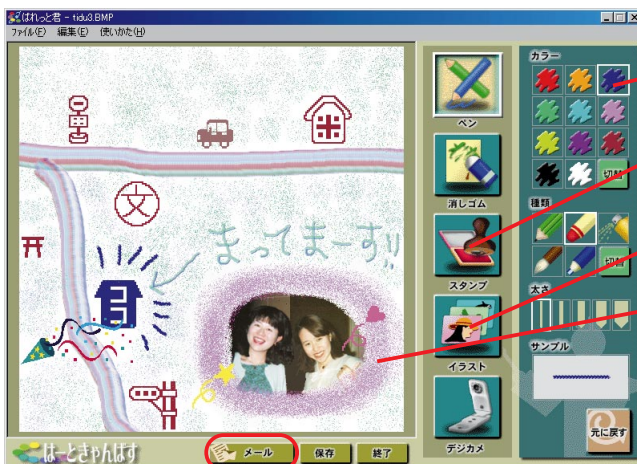 ぱれっと君 - tidu3.BMP
ファイル(F) 編集(E) 使いかた(H)
文
まってまーす!!
はーときゃんばす
メール
保存
終了
ペン
消しゴム
スタンプ
イラスト
デジカメ
カラー
切替
種類
切替
太さ
サンプル
元に戻す